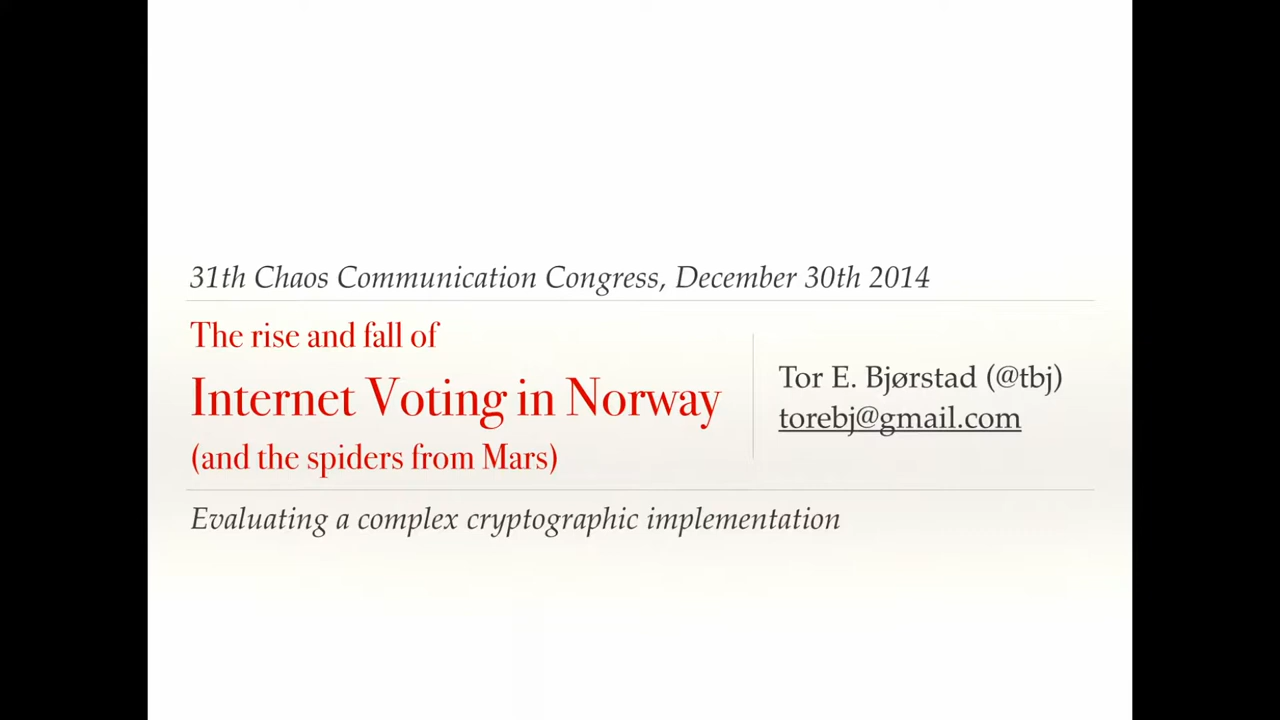 31th Chaos Communication Congress, December 30th 2014
The rise and fall of
Internet Voting in Norway
(and the spiders from Mars)
Tor E. Bjørstad (@tbj)
torebj@gmail.com
Evaluating a complex cryptographic implementation